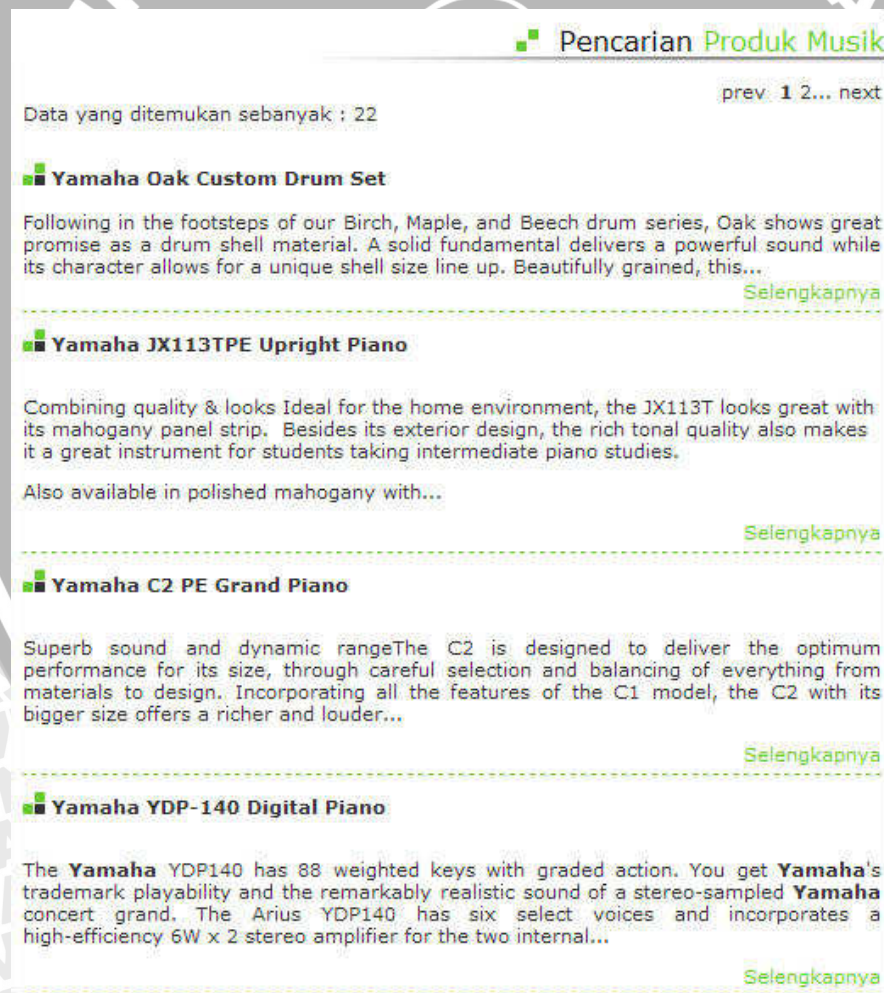 Pencarian Produk Musik
prev 1 2... next
Data yang ditemukan sebanyak : 22
Yamaha Oak Custom Drum Set
Following in the footsteps of our Birch, Maple, and Beech drum series, Oak shows great
promise as a drum shell material. A solid fundamental delivers a powerful sound while
its character allows for a unique shell size line up. Beautifully grained, this...
Selengkapnya
Yamaha JX113TPE Upright Piano
Combining quality & looks Ideal for the home environment, the JX113T looks great with
its mahogany panel strip. Besides its exterior design, the rich tonal quality also makes
it a great instrument for students taking intermediate piano studies.
Also available in polished mahogany with...
Selengkapnya
Yamaha C2 PE Grand Piano
Superb sound and dynamic rangeThe C2 is designed to deliver the optimum
performance for its size, through careful selection and balancing of everything from
materials to design. Incorporating all the features of the C1 model, the C2 with its
bigger size offers a richer and louder...
Selengkapnya
Yamaha YDP-140 Digital Piano
The Yamaha YDP140 has 88 weighted keys with graded action. You get Yamaha's
trademark playability and the remarkably realistic sound of a stereo-sampled Yamaha
concert grand. The Arius YDP140 has six select voices and incorporates a
high-efficiency 6W x 2 stereo amplifier for the two internal...
Selengkapnya